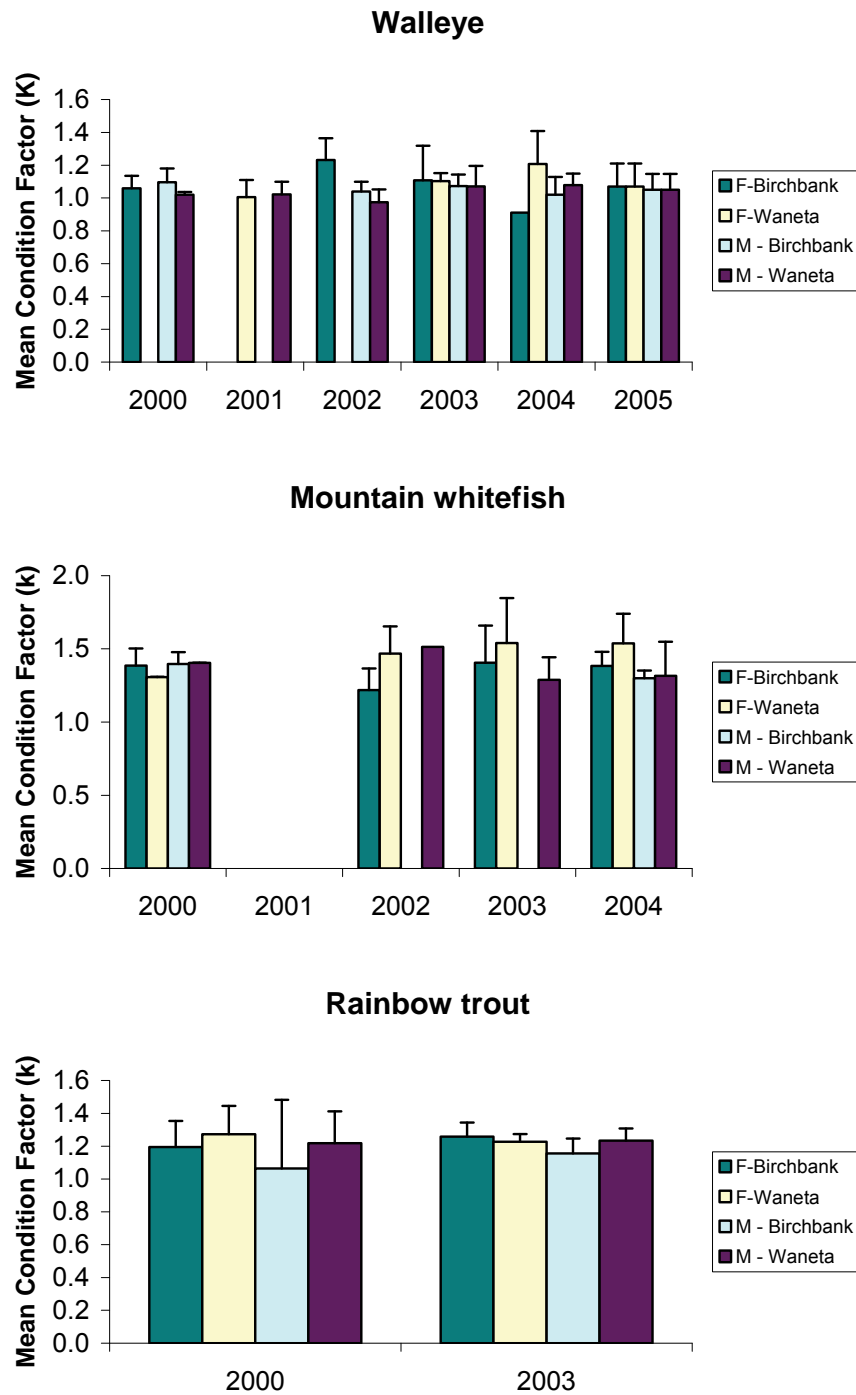 Walleye
Mean Condition Factor (K)
1.6
1.4
1.2
1.0
0.8
0.6
0.4
0.2
0.0
2000 2001 2002 2003 2004 2005
F-Birchbank
F-Waneta
M - Birchbank
M - Waneta
Mountain whitefish
Mean Condition Factor (k)
2.0
1.5
1.0
0.5
0.0
2000 2001 2002 2003 2004
F-Birchbank
F-Waneta
M - Birchbank
M - Waneta
Rainbow trout
Mean Condition Factor (k)
1.6
1.4
1.2
1.0
0.8
0.6
0.4
0.2
0.0
2000 2003
F-Birchbank
F-Waneta
M - Birchbank
M - Waneta